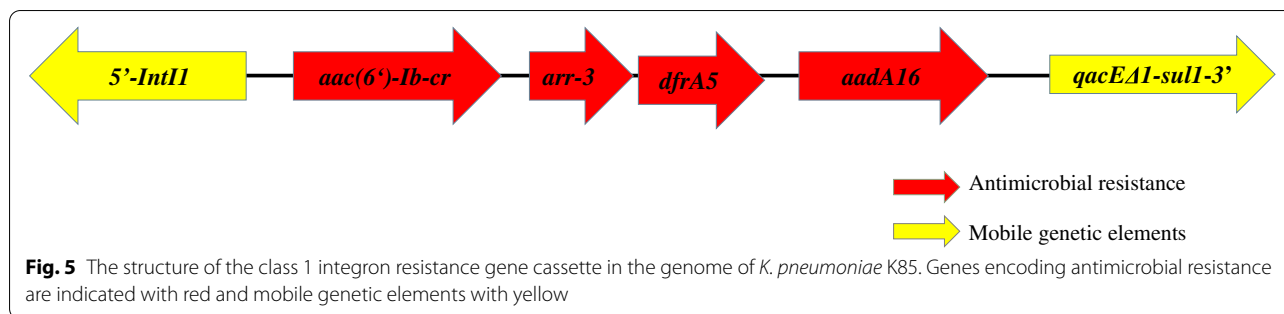 5'-IntI1 aac(6‘)-Ib-cr arr-3 dfrA5 aadA16 qacEΔ1-sul1-3’
Antimicrobial resistance
Mobile genetic elements
Fig. 5 The structure of the class 1 integron resistance gene cassette in the genome of K. pneumoniae K85. Genes encoding antimicrobial resistance
are indicated with red and mobile genetic elements with yellow